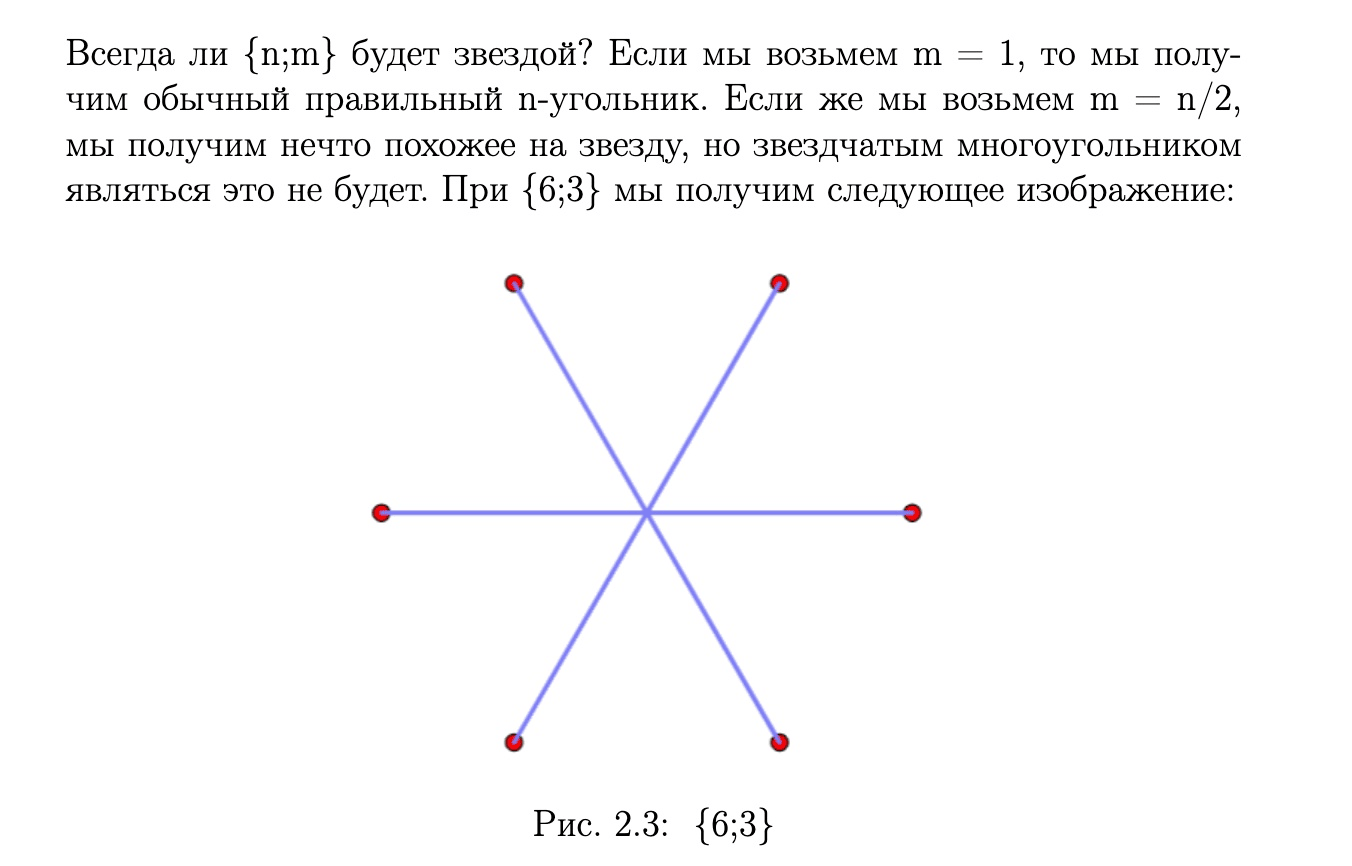 Всегда ли {n;m} будет звездой? Если мы возьмем m = 1, то мы полу-
чим обычный правильный n-угольник. Если же мы возьмем m = n/2,
мы получим нечто похожее на звезду, но звездчатым многоугольником
являться это не будет. При {6;3} мы получим следующее изображение:
Рис. 2.3: {6;3}